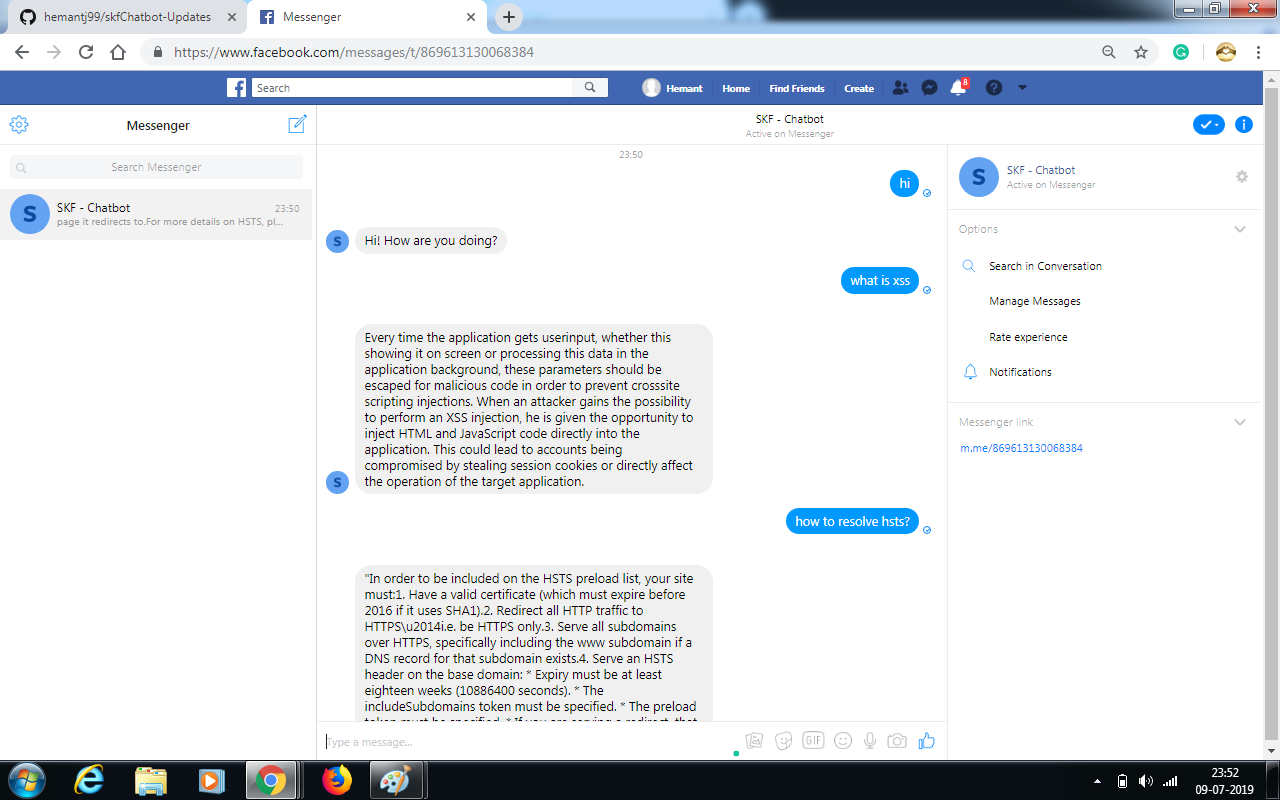 hemantj99/skfChatbot-Updates
Messenger
https://www.facebook.com/messages/t/869613130068384
Search
Hemant
Home
Find Friends
Create
8
Messenger
Search Messenger
S
SKF - Chatbot
23:50
page it redirects to.For more details on HSTS, pl...
SKF - Chatbot
Active on Messenger
23:50
hi
S
Hi! How are you doing?
what is xss
Every time the application gets userinput, whether this
showing it on screen or processing this data in the
application background, these parameters should be
escaped for malicious code in order to prevent crosssite
scripting injections. When an attacker gains the possibility
to perform an XSS injection, he is given the opportunity to
inject HTML and JavaScript code directly into the
application. This could lead to accounts being
compromised by stealing session cookies or directly affect
the operation of the target application.
S
how to resolve hsts?
"In order to be included on the HSTS preload list, your site
must:1. Have a valid certificate (which must expire before
2016 if it uses SHA1).2. Redirect all HTTP traffic to
HTTPS\u2014i.e. be HTTPS only.3. Serve all subdomains
over HTTPS, specifically including the www subdomain if a
DNS record for that subdomain exists.4. Serve an HSTS
header on the base domain: * Expiry must be at least
eighteen weeks (10886400 seconds). * The
includeSubdomains token must be specified. * The preload
token must be specified. * If you are serving a redirect, that
Type a message...
GIF
S
SKF - Chatbot
Active on Messenger
Options
Search in Conversation
Manage Messages
Rate experience
Notifications
Messenger link
m.me/869613130068384
23:52
09-07-2019